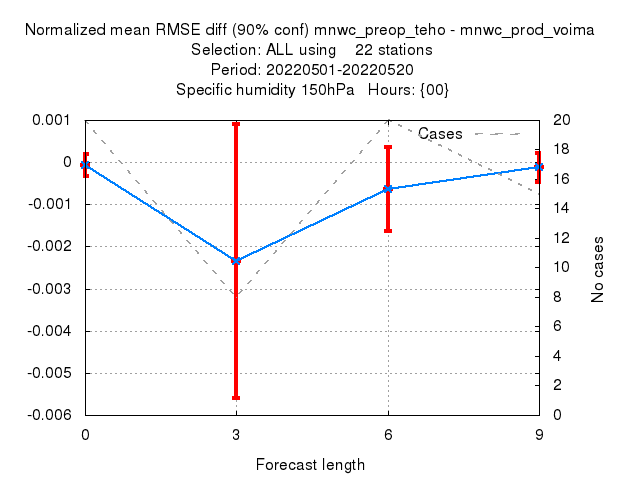 Normalized mean RMSE diff (90% conf) mnwc_preop_teho - mnwc_prod_voima
Selection: ALL using    22 stations
Period: 20220501-20220520
Specific humidity 150hPa   Hours: {00}
Cases
0.001
0
-0.001
-0.002
-0.003
-0.004
-0.005
-0.006
20
18
16
14
12
10
8
6
4
2
0
No cases
0 3 6 9
Forecast length